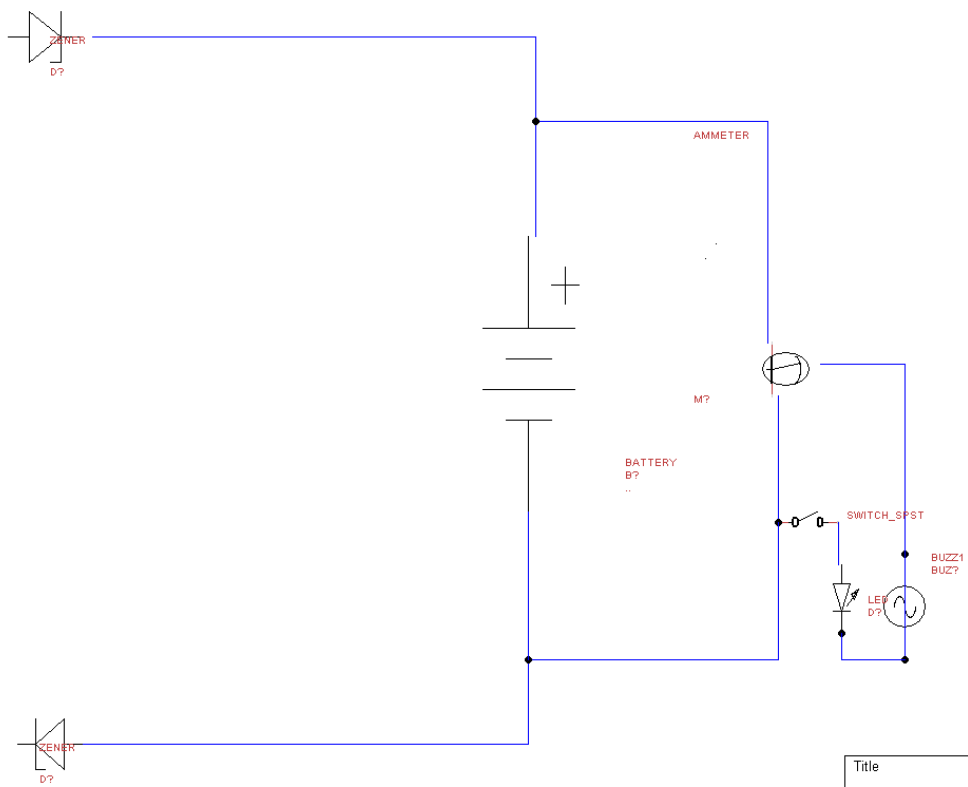 ZENER
D?
AMMETER
M?
BATTERY
B?
..
SWITCH_SPST
BUZZ1
BUZ?
LED
D?
ZENER
D?
Title